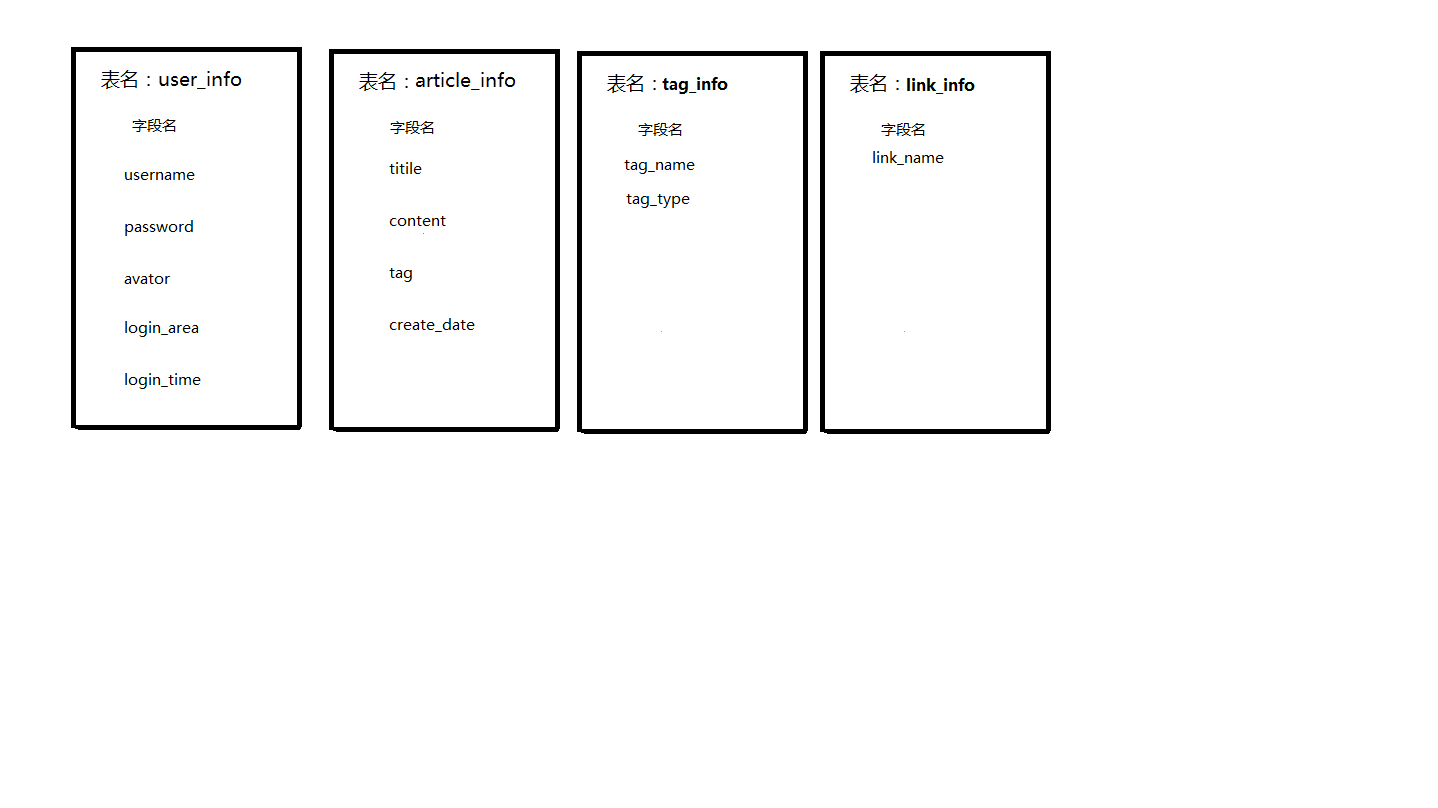 表名：user_info
字段名
username
password
avator
login_area
login_time
表名：article_info
字段名
titile
content
tag
create_date
表名：tag_info
字段名
tag_name
tag_type
表名：link_info
字段名
link_name